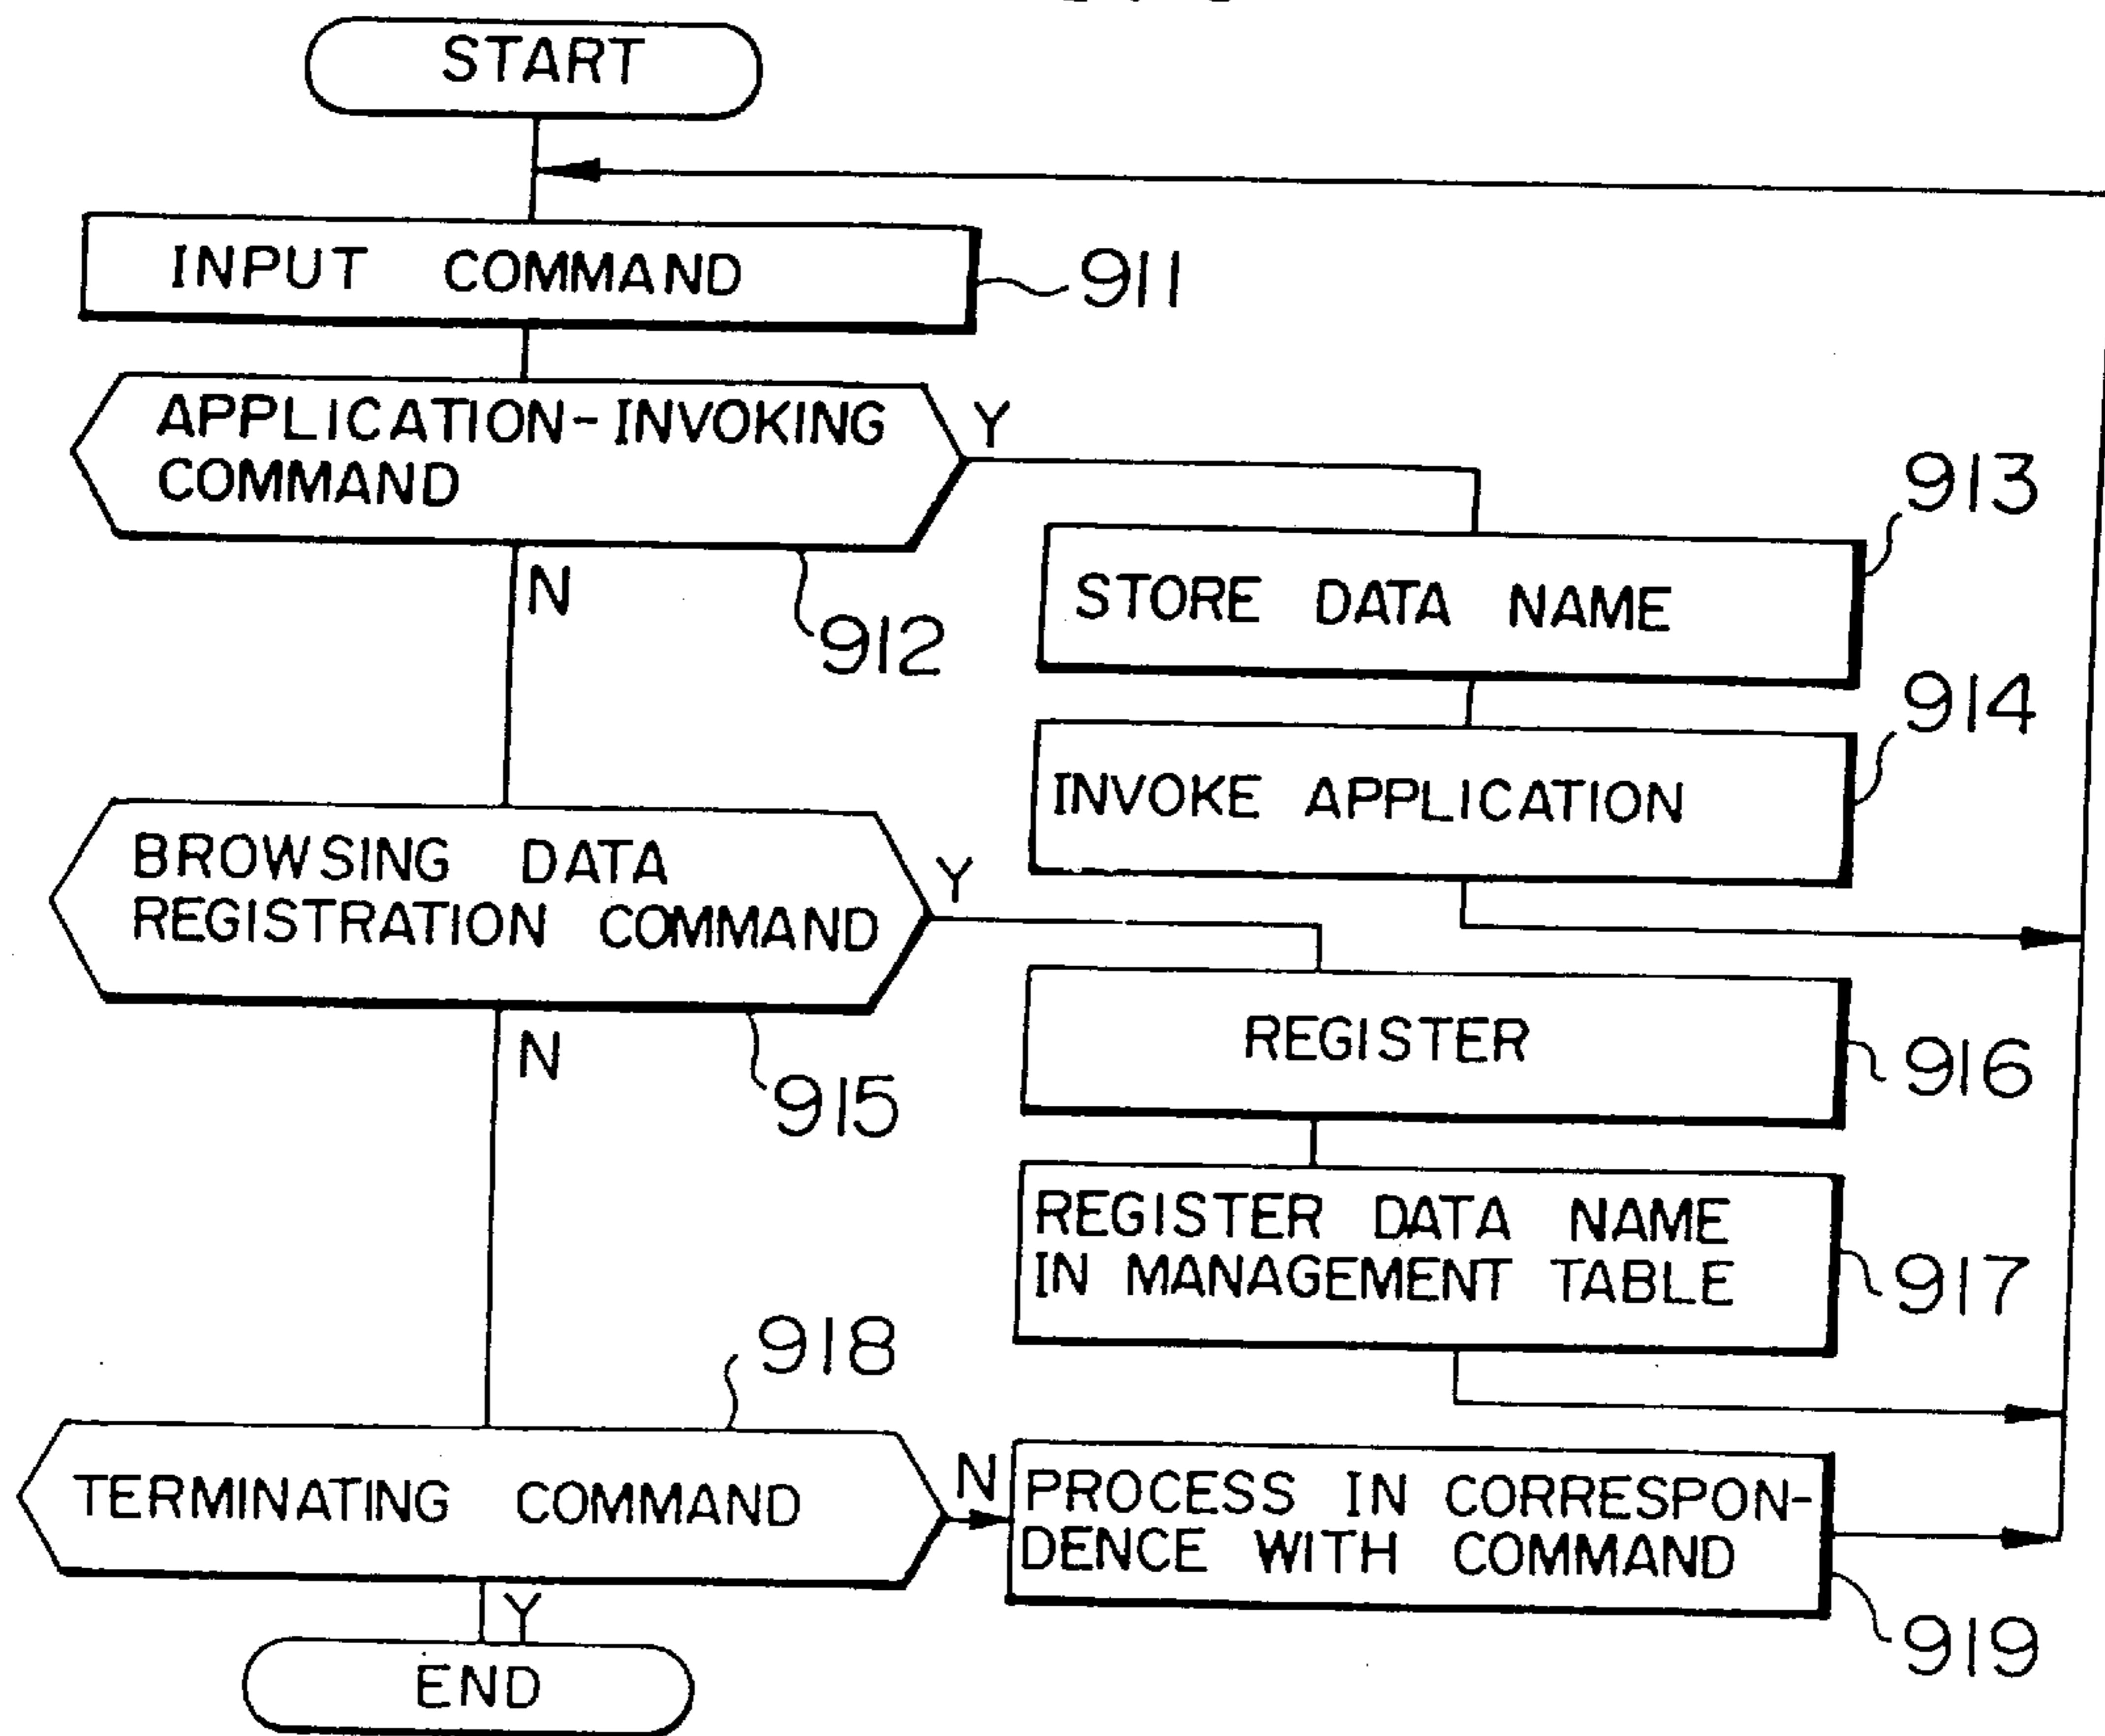 START
INPUT COMMAND
911
APPLICATION-INVOKING
COMMAND
Y
N
912
913
STORE DATA NAME
914
INVOKE APPLICATION
BROWSING DATA
REGISTRATION COMMAND
Y
N
915
REGISTER
916
REGISTER DATA NAME
IN MANAGEMENT TABLE
917
918
TERMINATING COMMAND
N
PROCESS IN CORRESPON-
DENCE WITH COMMAND
919
Y
END